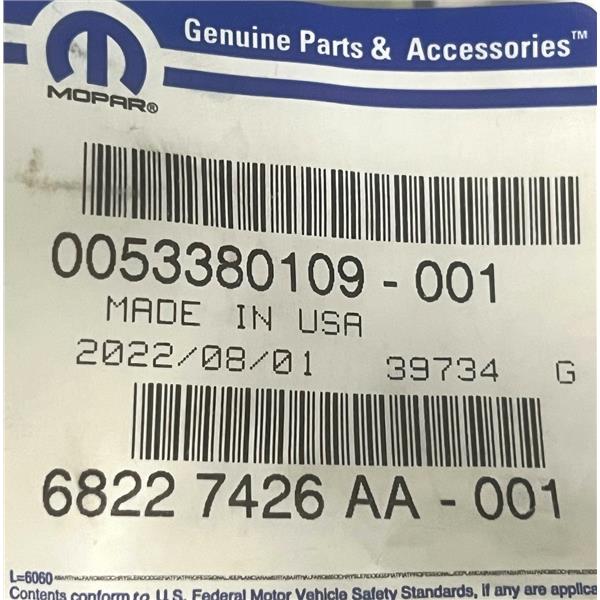 Genuine Parts & Accessories™
MOPAR®
0053380109 - 001
MADE IN USA
2022/08/01 39734 G
6822 7426 AA - 001
L=6060
Contents conform to U.S. Federal Motor Vehicle Safety Standards, if any are